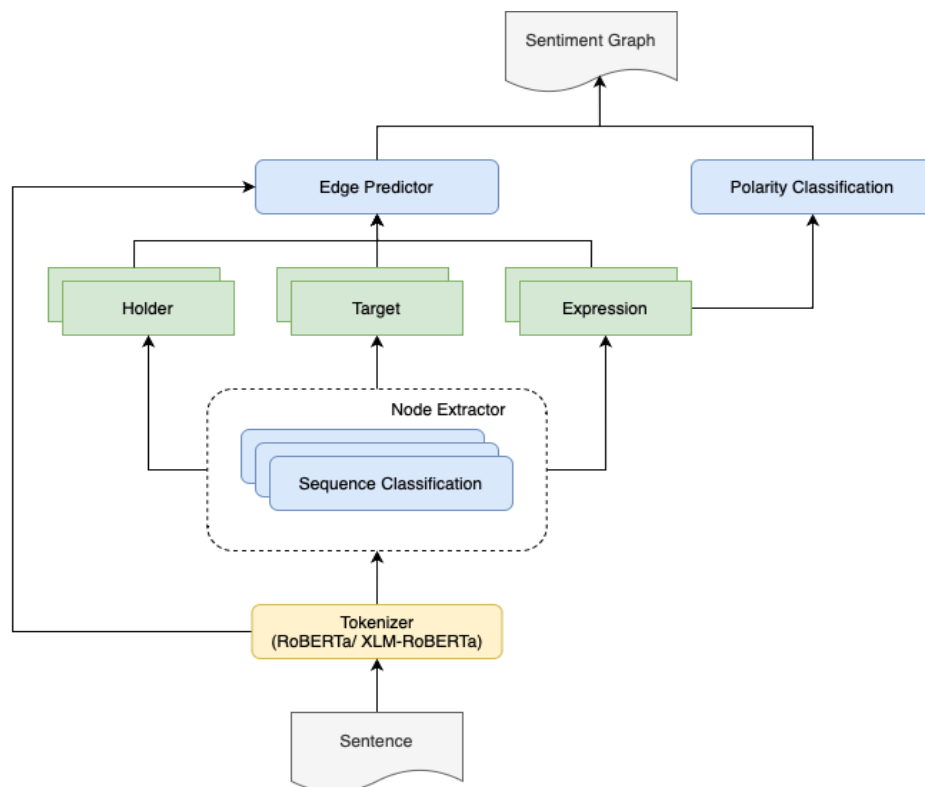 Sentiment Graph
Edge Predictor
Polarity Classification
Holder
Target
Expression
Node Extractor
Sequence Classification
Tokenizer
(RoBERTa/ XLM-RoBERTa)
Sentence